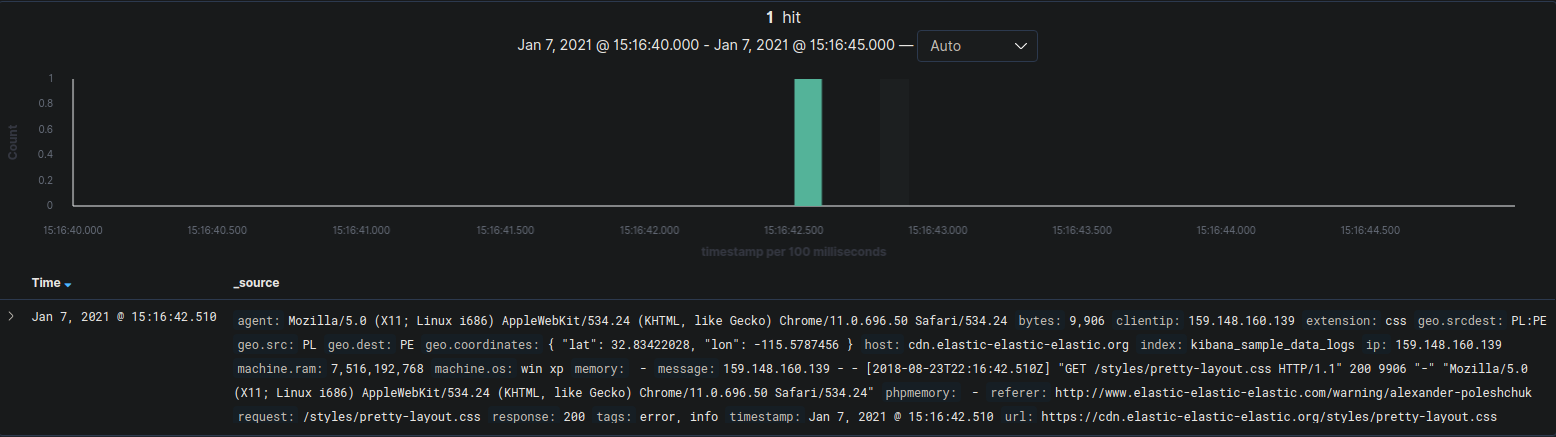 1 hit
Jan 7, 2021 @ 15:16:40.000 - Jan 7, 2021 @ 15:16:45.000 — Auto
Count
1
0.8
0.6
0.4
0.2
0
15:16:40.000 15:16:40.500 15:16:41.000 15:16:41.500 15:16:42.000 15:16:42.500 15:16:43.000 15:16:43.500 15:16:44.000 15:16:44.500
timestamp per 100 milliseconds
Time _source
Jan 7, 2021 @ 15:16:42.510 agent: Mozilla/5.0 (X11; Linux i686) AppleWebKit/534.24 (KHTML, like Gecko) Chrome/11.0.696.50 Safari/534.24 bytes: 9,906 clientip: 159.148.160.139 extension: css geo.srcdest: PL:PE
geo.src: PL geo.dest: PE geo.coordinates: { "lat": 32.83422028, "lon": -115.5787456 } host: cdn.elastic-elastic-elastic.org index: kibana_sample_data_logs ip: 159.148.160.139
machine.ram: 7,516,192,768 machine.os: win xp memory: - message: 159.148.160.139 - - [2018-08-23T22:16:42.510Z] "GET /styles/pretty-layout.css HTTP/1.1" 200 9906 "-" "Mozilla/5.0
(X11; Linux i686) AppleWebKit/534.24 (KHTML, like Gecko) Chrome/11.0.696.50 Safari/534.24" phpmemory: - referer: http://www.elastic-elastic-elastic.com/warning/alexander-poleshchuk
request: /styles/pretty-layout.css response: 200 tags: error, info timestamp: Jan 7, 2021 @ 15:16:42.510 url: https://cdn.elastic-elastic-elastic.org/styles/pretty-layout.css